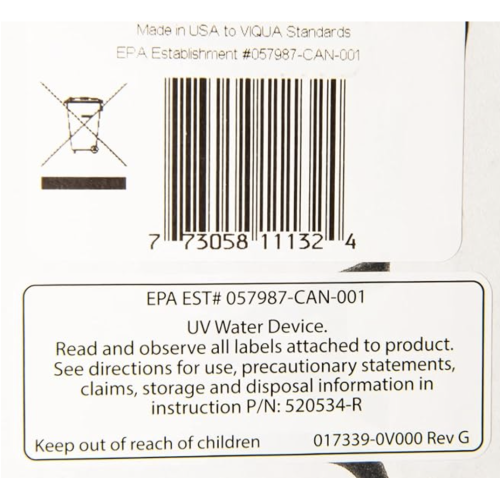 Made in USA to VIQUA Standards
EPA Establishment #057987-CAN-001
7 73058 11132 4
EPA EST# 057987-CAN-001
UV Water Device.
Read and observe all labels attached to product.
See directions for use, precautionary statements,
claims, storage and disposal information in
instruction P/N: 520534-R
Keep out of reach of children 017339-0V000 Rev G